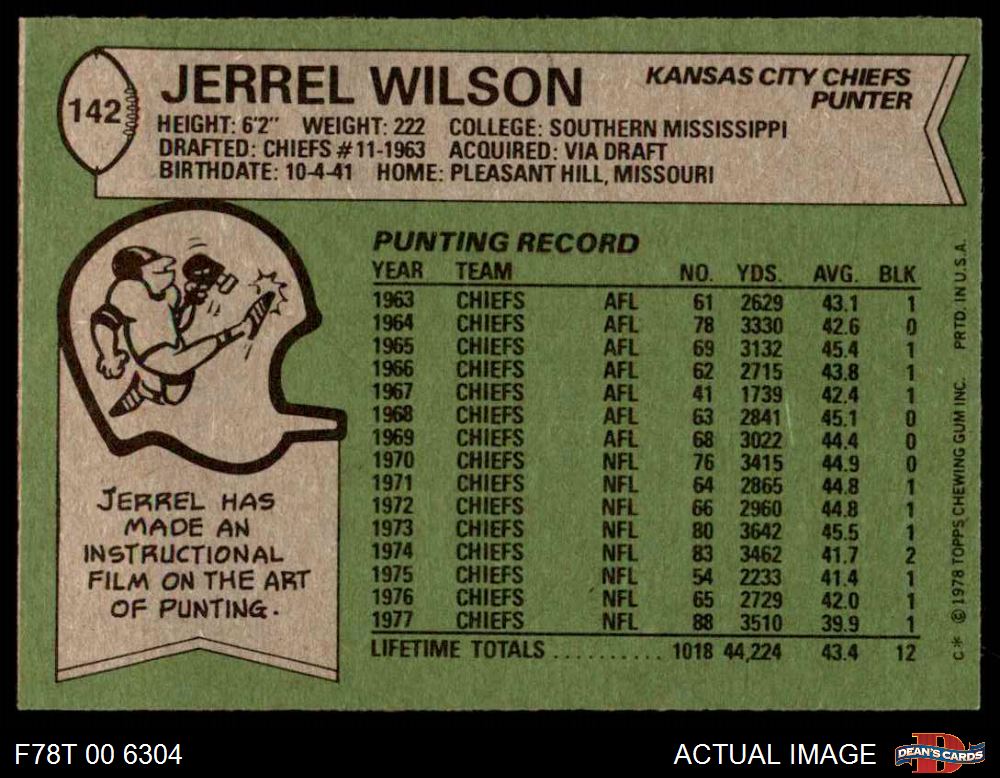 142
JERREL WILSON
KANSAS CITY CHIEFS
PUNTER
HEIGHT: 6'2" WEIGHT: 222 COLLEGE: SOUTHERN MISSISSIPPI
DRAFTED: CHIEFS #11-1963 ACQUIRED: VIA DRAFT
BIRTHDATE: 10-4-41 HOME: PLEASANT HILL, MISSOURI
JERREL HAS
MADE AN
INSTRUCTIONAL
FILM ON THE ART
OF PUNTING.
PUNTING RECORD
YEAR TEAM NO. YDS. AVG. BLK
1963 CHIEFS AFL 61 2629 43.1 1
1964 CHIEFS AFL 78 3330 42.6 0
1965 CHIEFS AFL 69 3132 45.4 1
1966 CHIEFS AFL 62 2715 43.8 1
1967 CHIEFS AFL 41 1739 42.4 1
1968 CHIEFS AFL 63 2841 45.1 0
1969 CHIEFS AFL 68 3022 44.4 0
1970 CHIEFS NFL 76 3415 44.9 0
1971 CHIEFS NFL 64 2865 44.8 1
1972 CHIEFS NFL 66 2960 44.8 1
1973 CHIEFS NFL 80 3642 45.5 1
1974 CHIEFS NFL 83 3462 41.7 2
1975 CHIEFS NFL 54 2233 41.4 1
1976 CHIEFS NFL 65 2729 42.0 1
1977 CHIEFS NFL 88 3510 39.9 1
LIFETIME TOTALS .......... 1018 44,224 43.4 12
C* © 1978 TOPPS CHEWING GUM INC. PRTD. IN U.S.A.
F78T 00 6304
ACTUAL IMAGE
D
DEAN'S CARDS